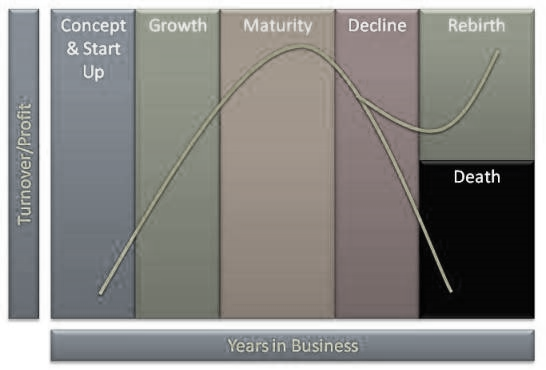 Concept
& Start
Up
Growth
Maturity
Decline
Rebirth
Death
Turnover/Profit
Years in Business